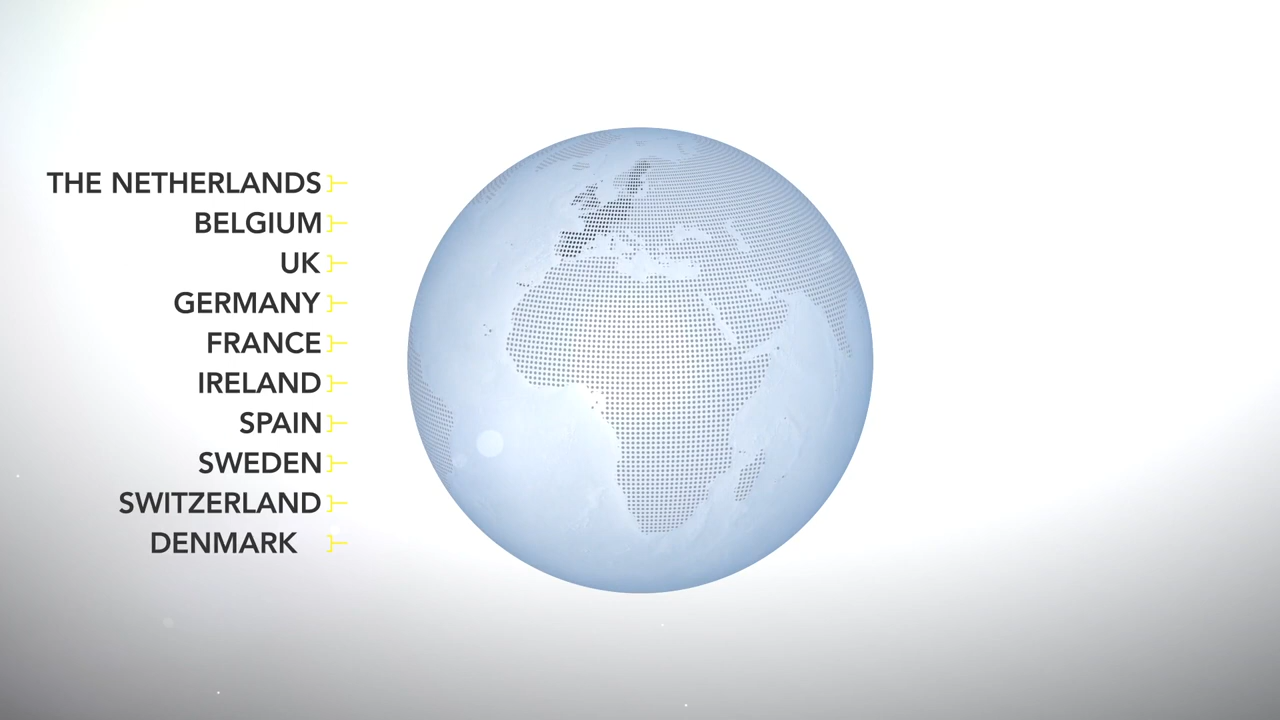 THE NETHERLANDS
BELGIUM
UK
GERMANY
FRANCE
IRELAND
SPAIN
SWEDEN
SWITZERLAND
DENMARK